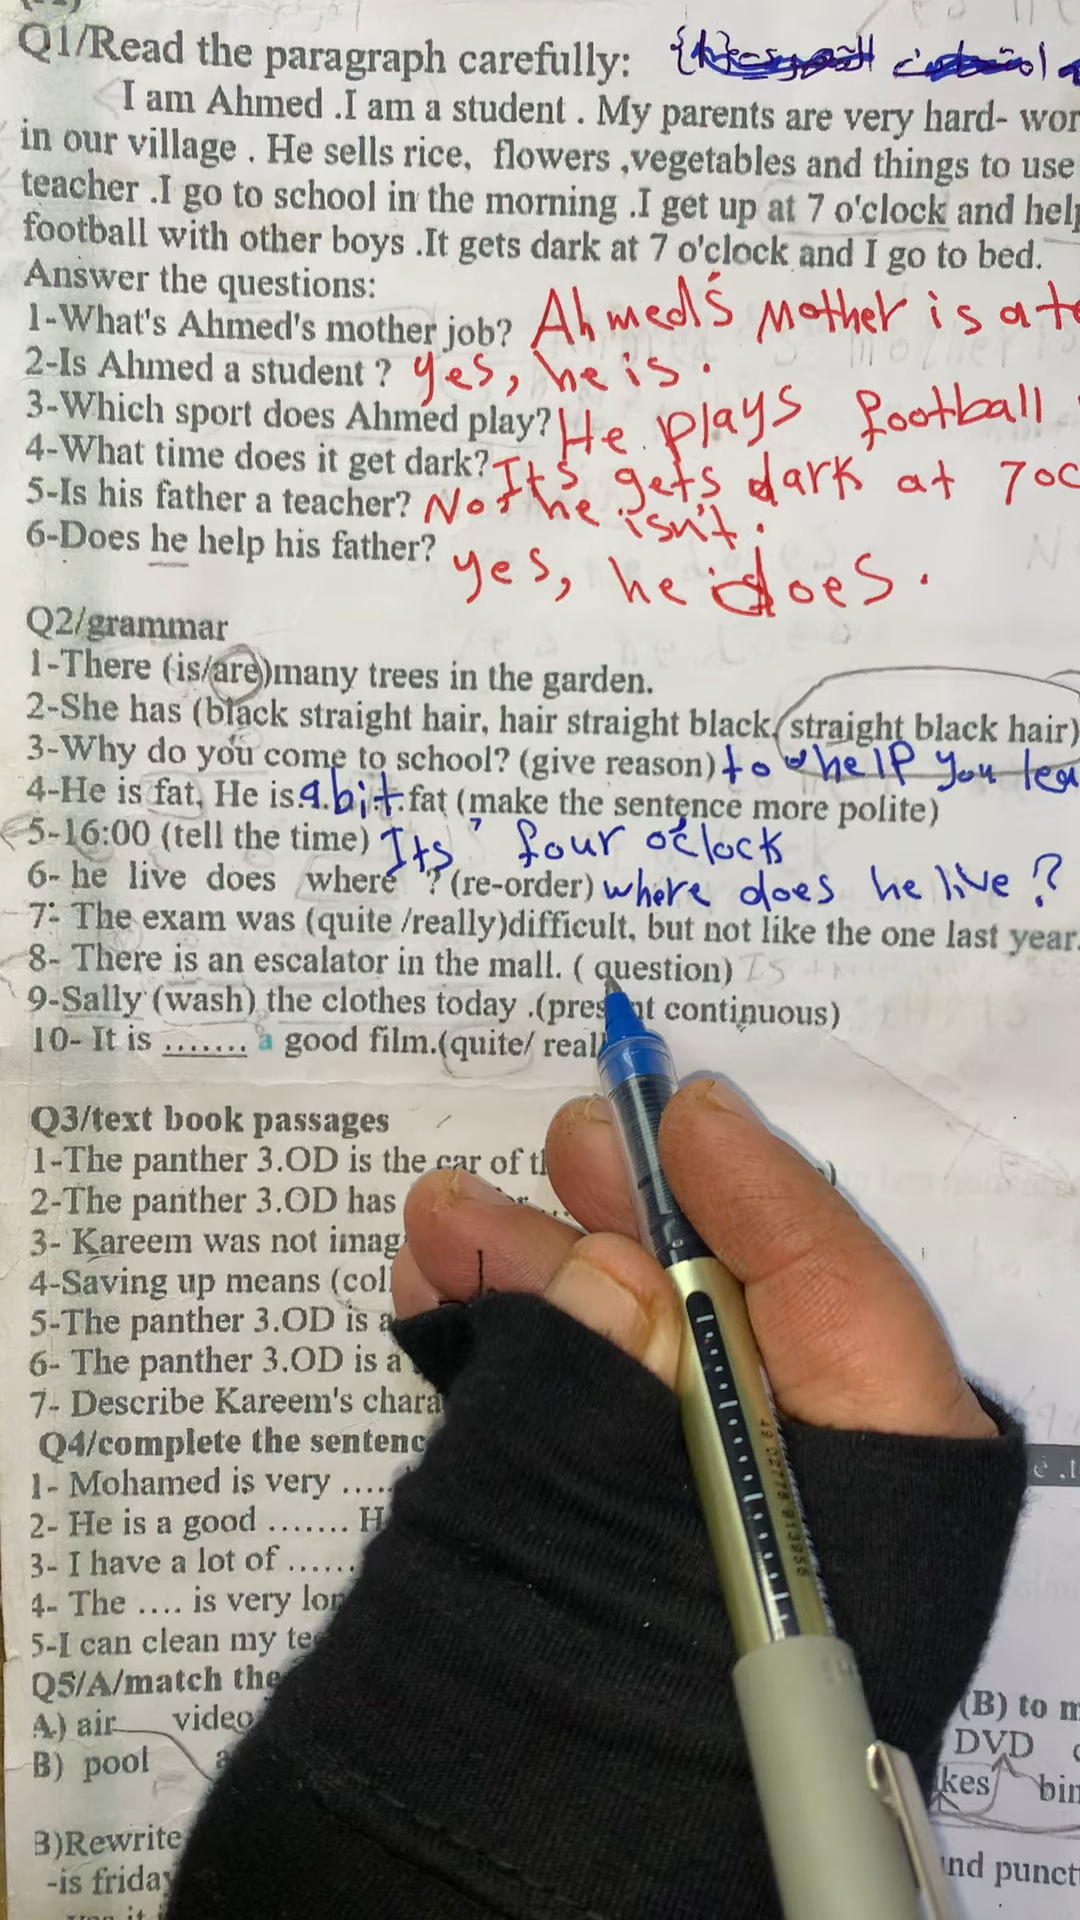 Q1/Read the paragraph carefully:
I am Ahmed .I am a student . My parents are very hard- wor
in our village . He sells rice, flowers ,vegetables and things to use
teacher .I go to school in the morning .I get up at 7 o'clock and help
football with other boys .It gets dark at 7 o'clock and I go to bed.
Answer the questions:
1-What's Ahmed's mother job? Ahmed's Mother is a te
2-Is Ahmed a student ? yes, he is.
3-Which sport does Ahmed play? He plays football
4-What time does it get dark? It's gets dark at 7 oc
5-Is his father a teacher? No, he isn't.
6-Does he help his father? yes, he does.
Q2/grammar
1-There (is/are)many trees in the garden.
2-She has (black straight hair, hair straight black, straight black hair)
3-Why do you come to school? (give reason) to help you lea
4-He is fat, He is.a.bit.fat (make the sentence more polite)
5-16:00 (tell the time) Its' four o'clock
6- he live does where ? (re-order) where does he live ?
7- The exam was (quite /really)difficult, but not like the one last year.
8- There is an escalator in the mall. ( question) Is
9-Sally (wash) the clothes today .(pres nt continuous)
10- It is ....... a good film.(quite/ real
Q3/text book passages
1-The panther 3.OD is the car of t
2-The panther 3.OD has
3- Kareem was not imag
4-Saving up means (col
5-The panther 3.OD is a
6- The panther 3.OD is a
7- Describe Kareem's chara
Q4/complete the sentenc
1- Mohamed is very .....
2- He is a good ....... H
3- I have a lot of ......
4- The .... is very lon
5-I can clean my te
Q5/A/match the (B) to m
A) air video DVD
B) pool a kes bin
B)Rewrite nd punct
-is friday